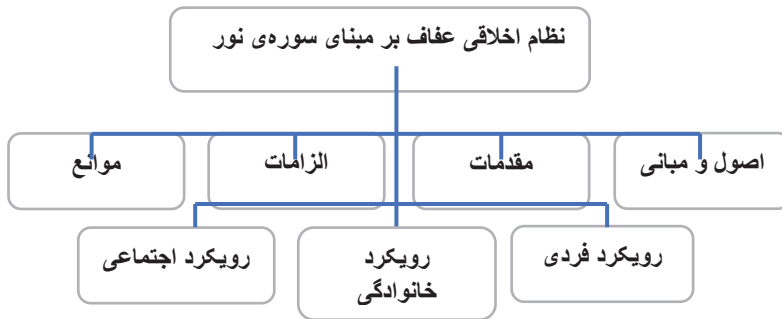 نظام اخلاقی عفاف بر مبنای سوره‌ی نور
اصول و مبانی
مقدمات
الزامات
موانع
رویکرد فردی
رویکرد
خانوادگی
رویکرد اجتماعی